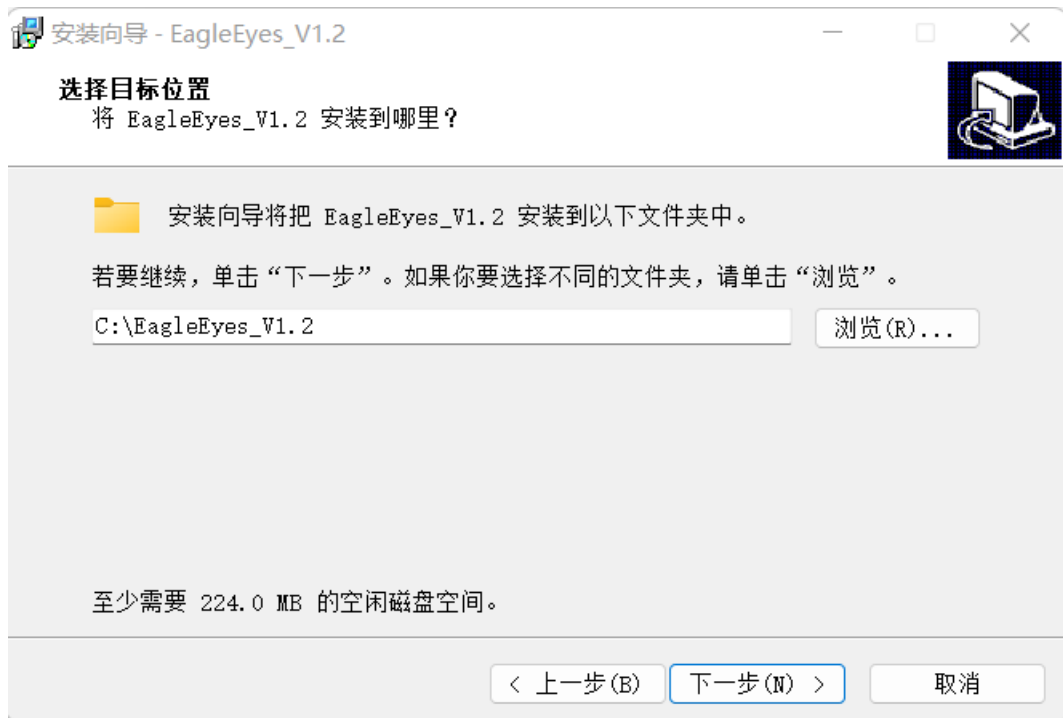 安装向导 - EagleEyes_V1.2
选择目标位置
将 EagleEyes_V1.2 安装到哪里？
安装向导将把 EagleEyes_V1.2 安装到以下文件夹中。
若要继续，单击“下一步”。如果你要选择不同的文件夹，请单击“浏览”。
C:\EagleEyes_V1.2
浏览(R)...
至少需要 224.0 MB 的空闲磁盘空间。
< 上一步(B)
下一步(N) >
取消